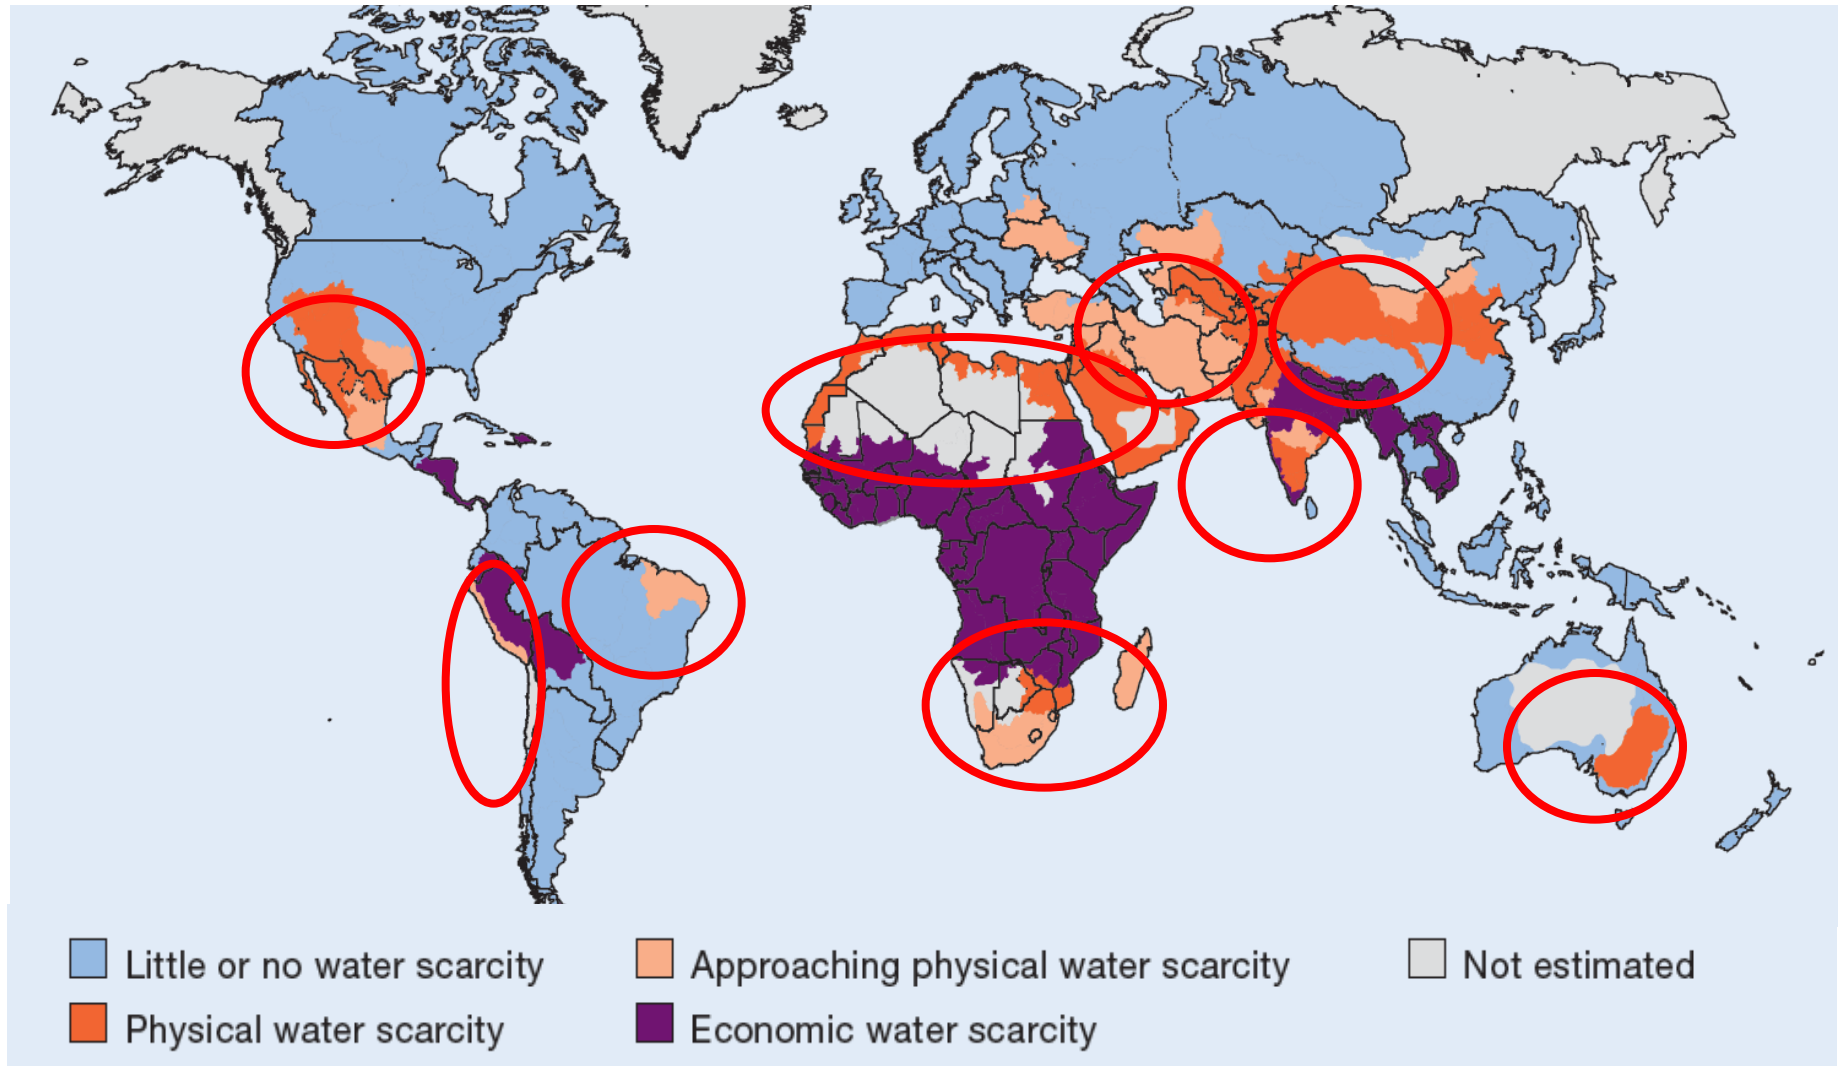 Little or no water scarcity
Approaching physical water scarcity
Not estimated
Physical water scarcity
Economic water scarcity